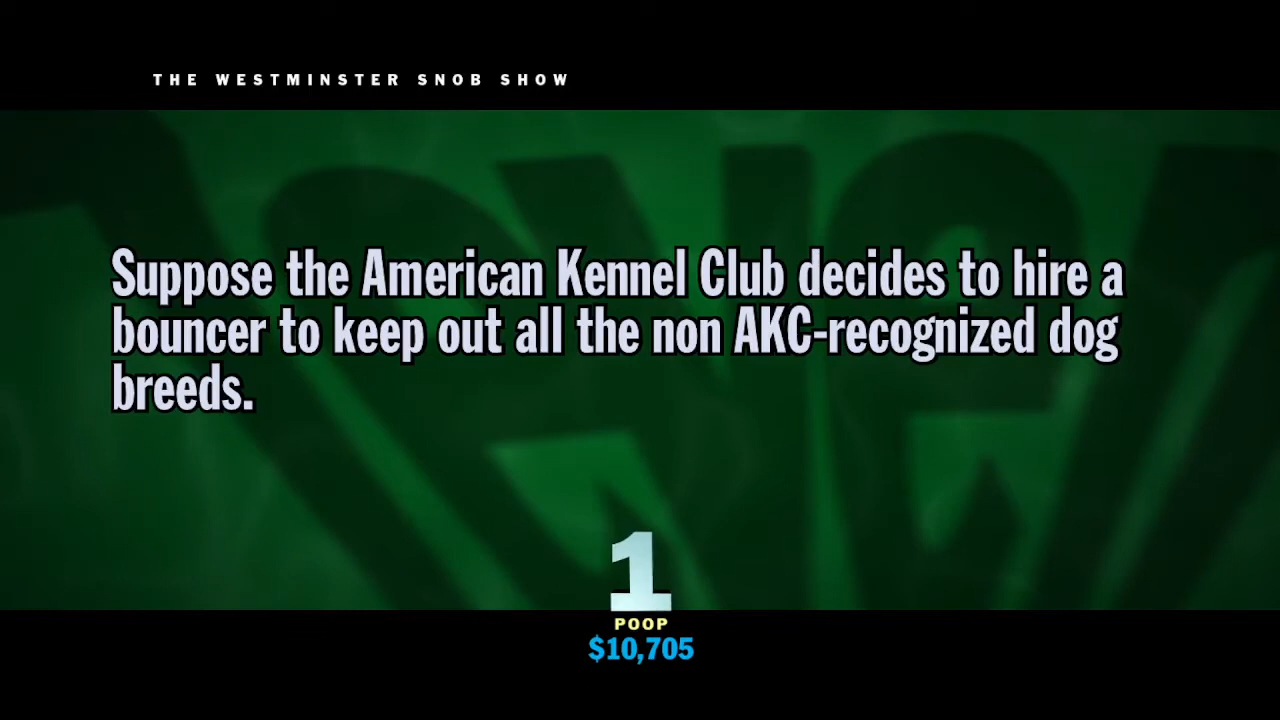 THE WESTMINSTER SNOB SHOW
Suppose the American Kennel Club decides to hire a
bouncer to keep out all the non AKC-recognized dog
breeds.
1
POOP
$10,705